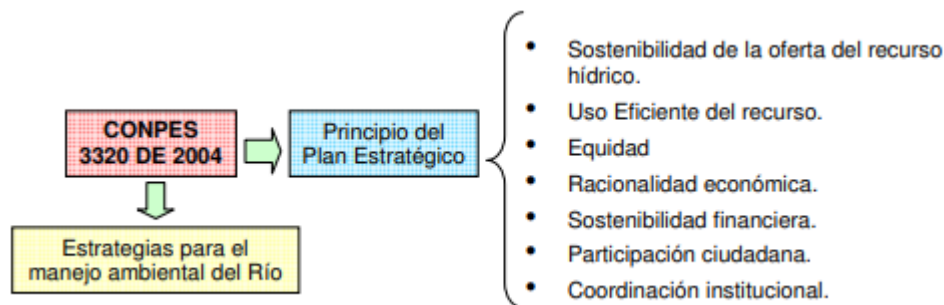 CONPES
3320 DE 2004
Principio del
Plan Estratégico
Estrategias para el
manejo ambiental del Río
• Sostenibilidad de la oferta del recurso
hídrico.
• Uso Eficiente del recurso.
• Equidad
• Racionalidad económica.
• Sostenibilidad financiera.
• Participación ciudadana.
• Coordinación institucional.